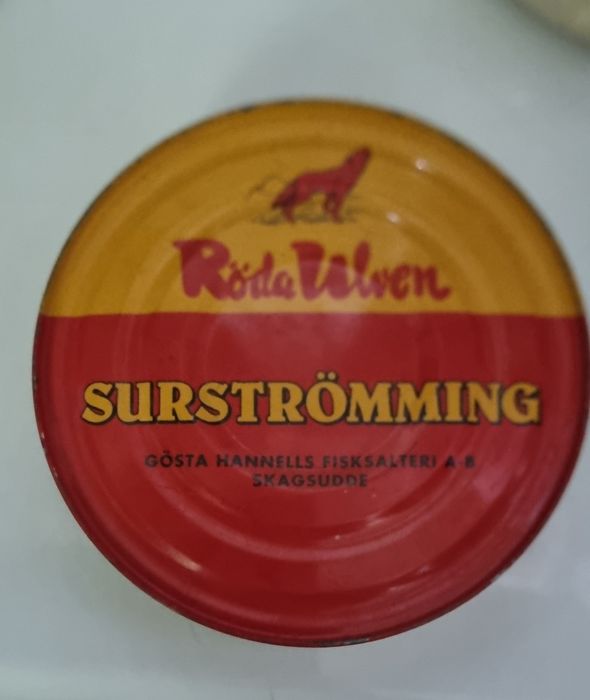 Röda Ulven
SURSTRÖMMING
GÖSTA HANNELLS FISKSALTERI A-B
SKAGSUDDE